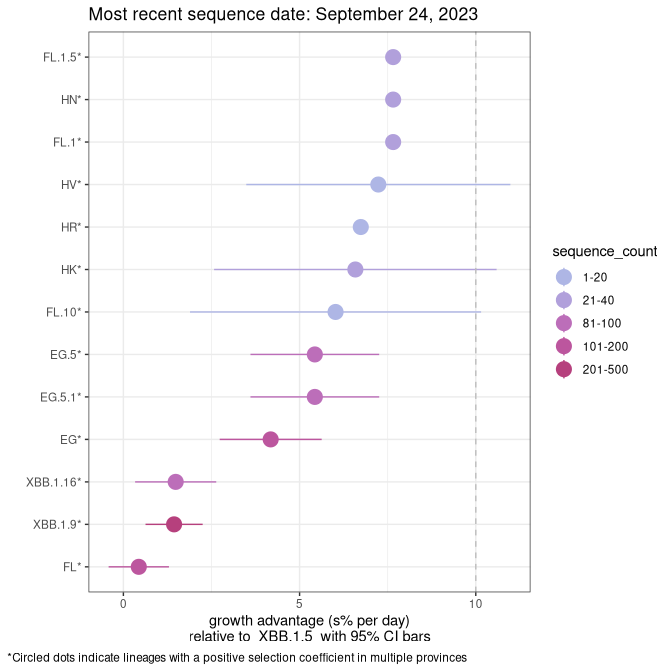 Most recent sequence date: September 24, 2023
FL.1.5*
HN*
FL.1*
HV*
HR*
HK*
FL.10*
EG.5*
EG.5.1*
EG*
XBB.1.16*
XBB.1.9*
FL*
0 5 10
growth advantage (s% per day)
relative to  XBB.1.5  with 95% CI bars
sequence_count
1-20
21-40
81-100
101-200
201-500
*Circled dots indicate lineages with a positive selection coefficient in multiple provinces